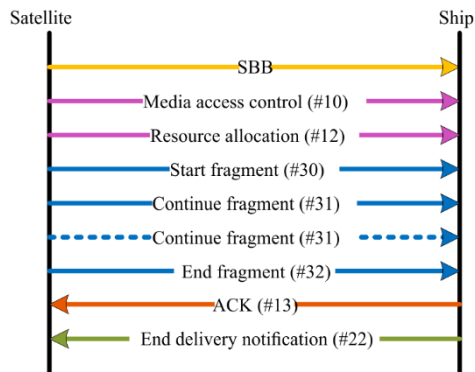 Satellite
Ship
SBB
Media access control (#10)
Resource allocation (#12)
Start fragment (#30)
Continue fragment (#31)
Continue fragment (#31)
End fragment (#32)
ACK (#13)
End delivery notification (#22)